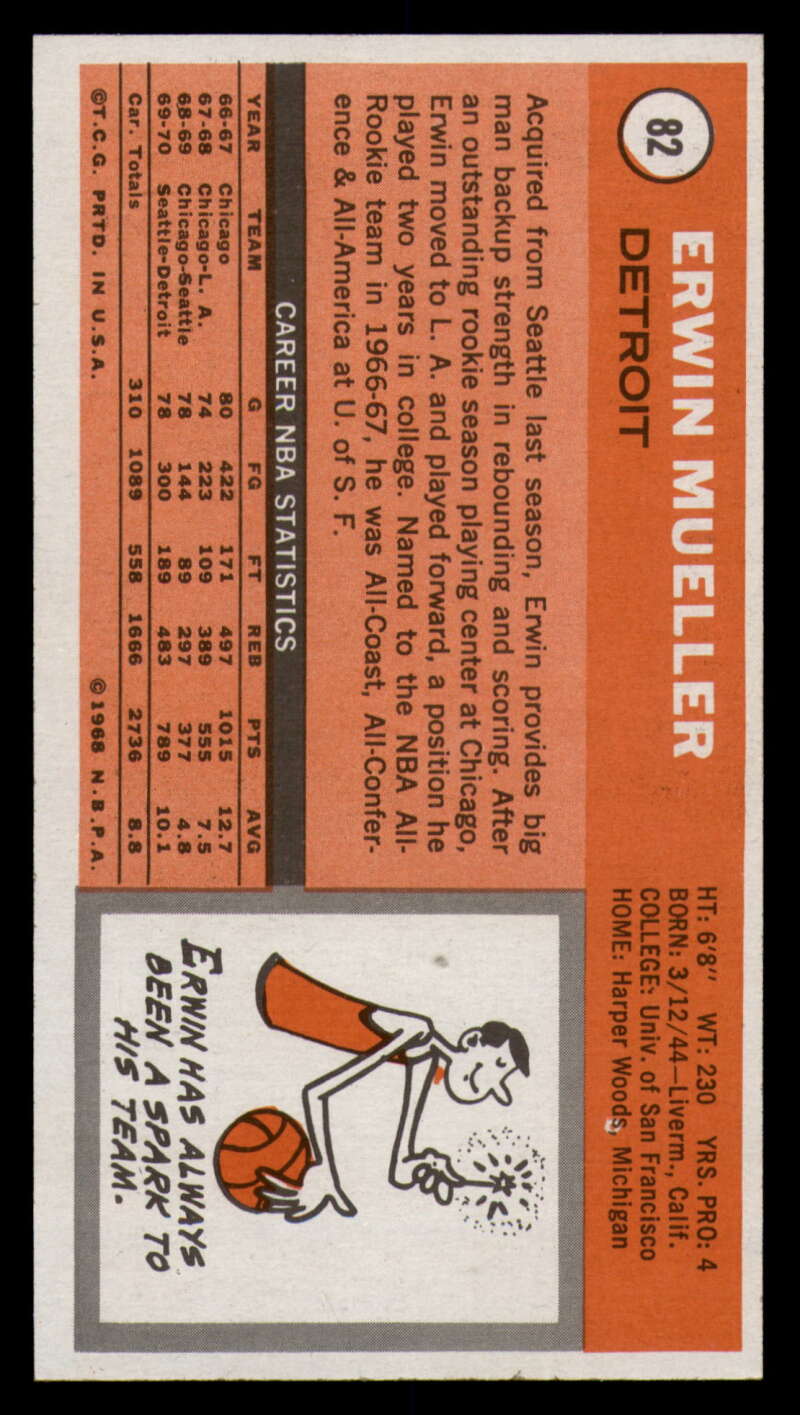 82
ERWIN MUELLER
DETROIT
HT: 6'8" WT: 230 YRS. PRO: 4
BORN: 3/12/44—Liverm., Calif.
COLLEGE: Univ. of San Francisco
HOME: Harper Woods, Michigan
Acquired from Seattle last season, Erwin provides big
man backup strength in rebounding and scoring. After
an outstanding rookie season playing center at Chicago,
Erwin moved to L. A. and played forward, a position he
played two years in college. Named to the NBA All-
Rookie team in 1966-67, he was All-Coast, All-Confer-
ence & All-America at U. of S. F.
CAREER NBA STATISTICS
YEAR TEAM G FG FT REB PTS AVG
66-67 Chicago 80 422 171 497 1015 12.7
67-68 Chicago-L. A. 74 223 109 389 555 7.5
68-69 Chicago-Seattle 78 144 89 297 377 4.8
69-70 Seattle-Detroit 78 300 189 483 789 10.1
Car. Totals 310 1089 558 1666 2736 8.8
©T.C.G. PRTD. IN U.S.A. ©1968 N.B.P.A.
ERWIN HAS ALWAYS
BEEN A SPARK TO
HIS TEAM.